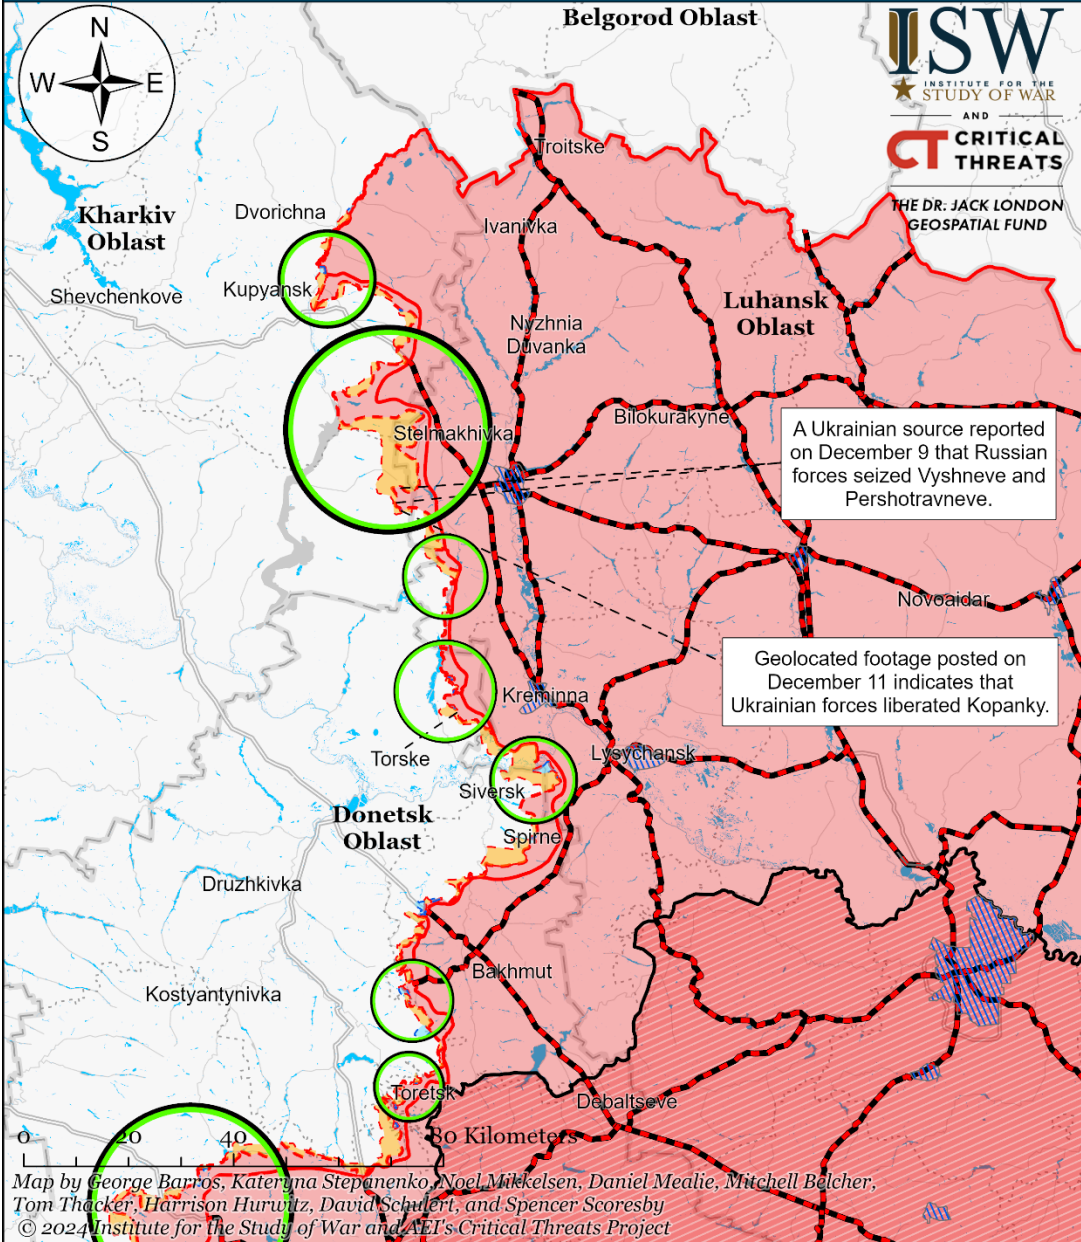 Belgorod Oblast
N
W
E
S
ISW
INSTITUTE FOR THE
STUDY OF WAR
AND
CT CRITICAL
THREATS
THE DR. JACK LONDON
GEOSPATIAL FUND
Troitske
Dvorichna
Kharkiv
Oblast
Ivanivka
Shevchenkove
Kupyansk
Luhansk
Oblast
Nyzhnia
Duvanka
Bilokurakyne
Stelmakhivka
A Ukrainian source reported
on December 9 that Russian
forces seized Vyshneve and
Pershotravneve.
Novoaidar
Geolocated footage posted on
December 11 indicates that
Ukrainian forces liberated Kopanky.
Kreminna
Torske
Lysychansk
Siversk
Donetsk
Oblast
Spirne
Druzhkivka
Bakhmut
Kostyantynivka
Toretsk
Debaltseve
0 20 40 80 Kilometers
Map by George Barros, Kateryna Stepanenko, Noel Mikkelsen, Daniel Mealie, Mitchell Belcher,
Tom Thacker, Harrison Hurwitz, David Schulert, and Spencer Scoresby
© 2024 Institute for the Study of War and AEI's Critical Threats Project